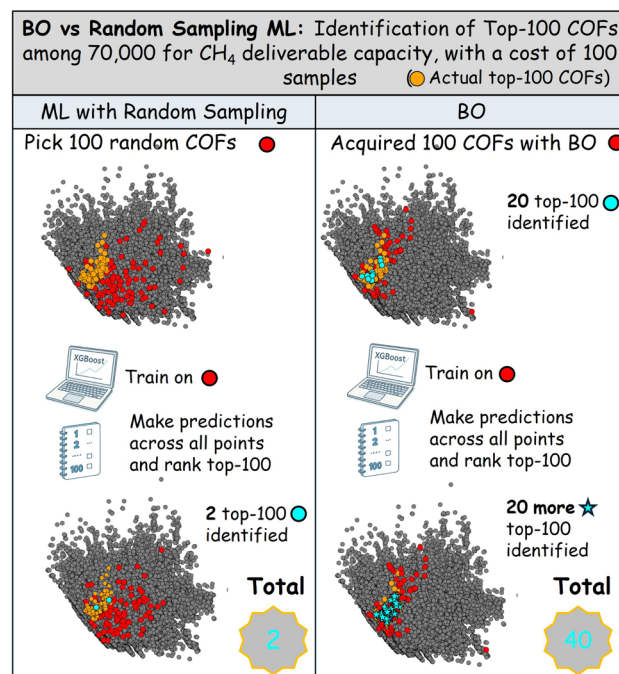 BO vs Random Sampling ML: Identification of Top-100 COFs
among 70,000 for CH₄ deliverable capacity, with a cost of 100
samples (Actual top-100 COFs)
ML with Random Sampling
BO
Pick 100 random COFs
Acquired 100 COFs with BO
20 top-100
identified
XGBoost
Train on
XGBoost
Train on
1
2
....
100
Make predictions
across all points
and rank top-100
1
2
....
100
Make predictions
across all points
and rank top-100
2 top-100
identified
Total
2
20 more
top-100
identified
Total
40